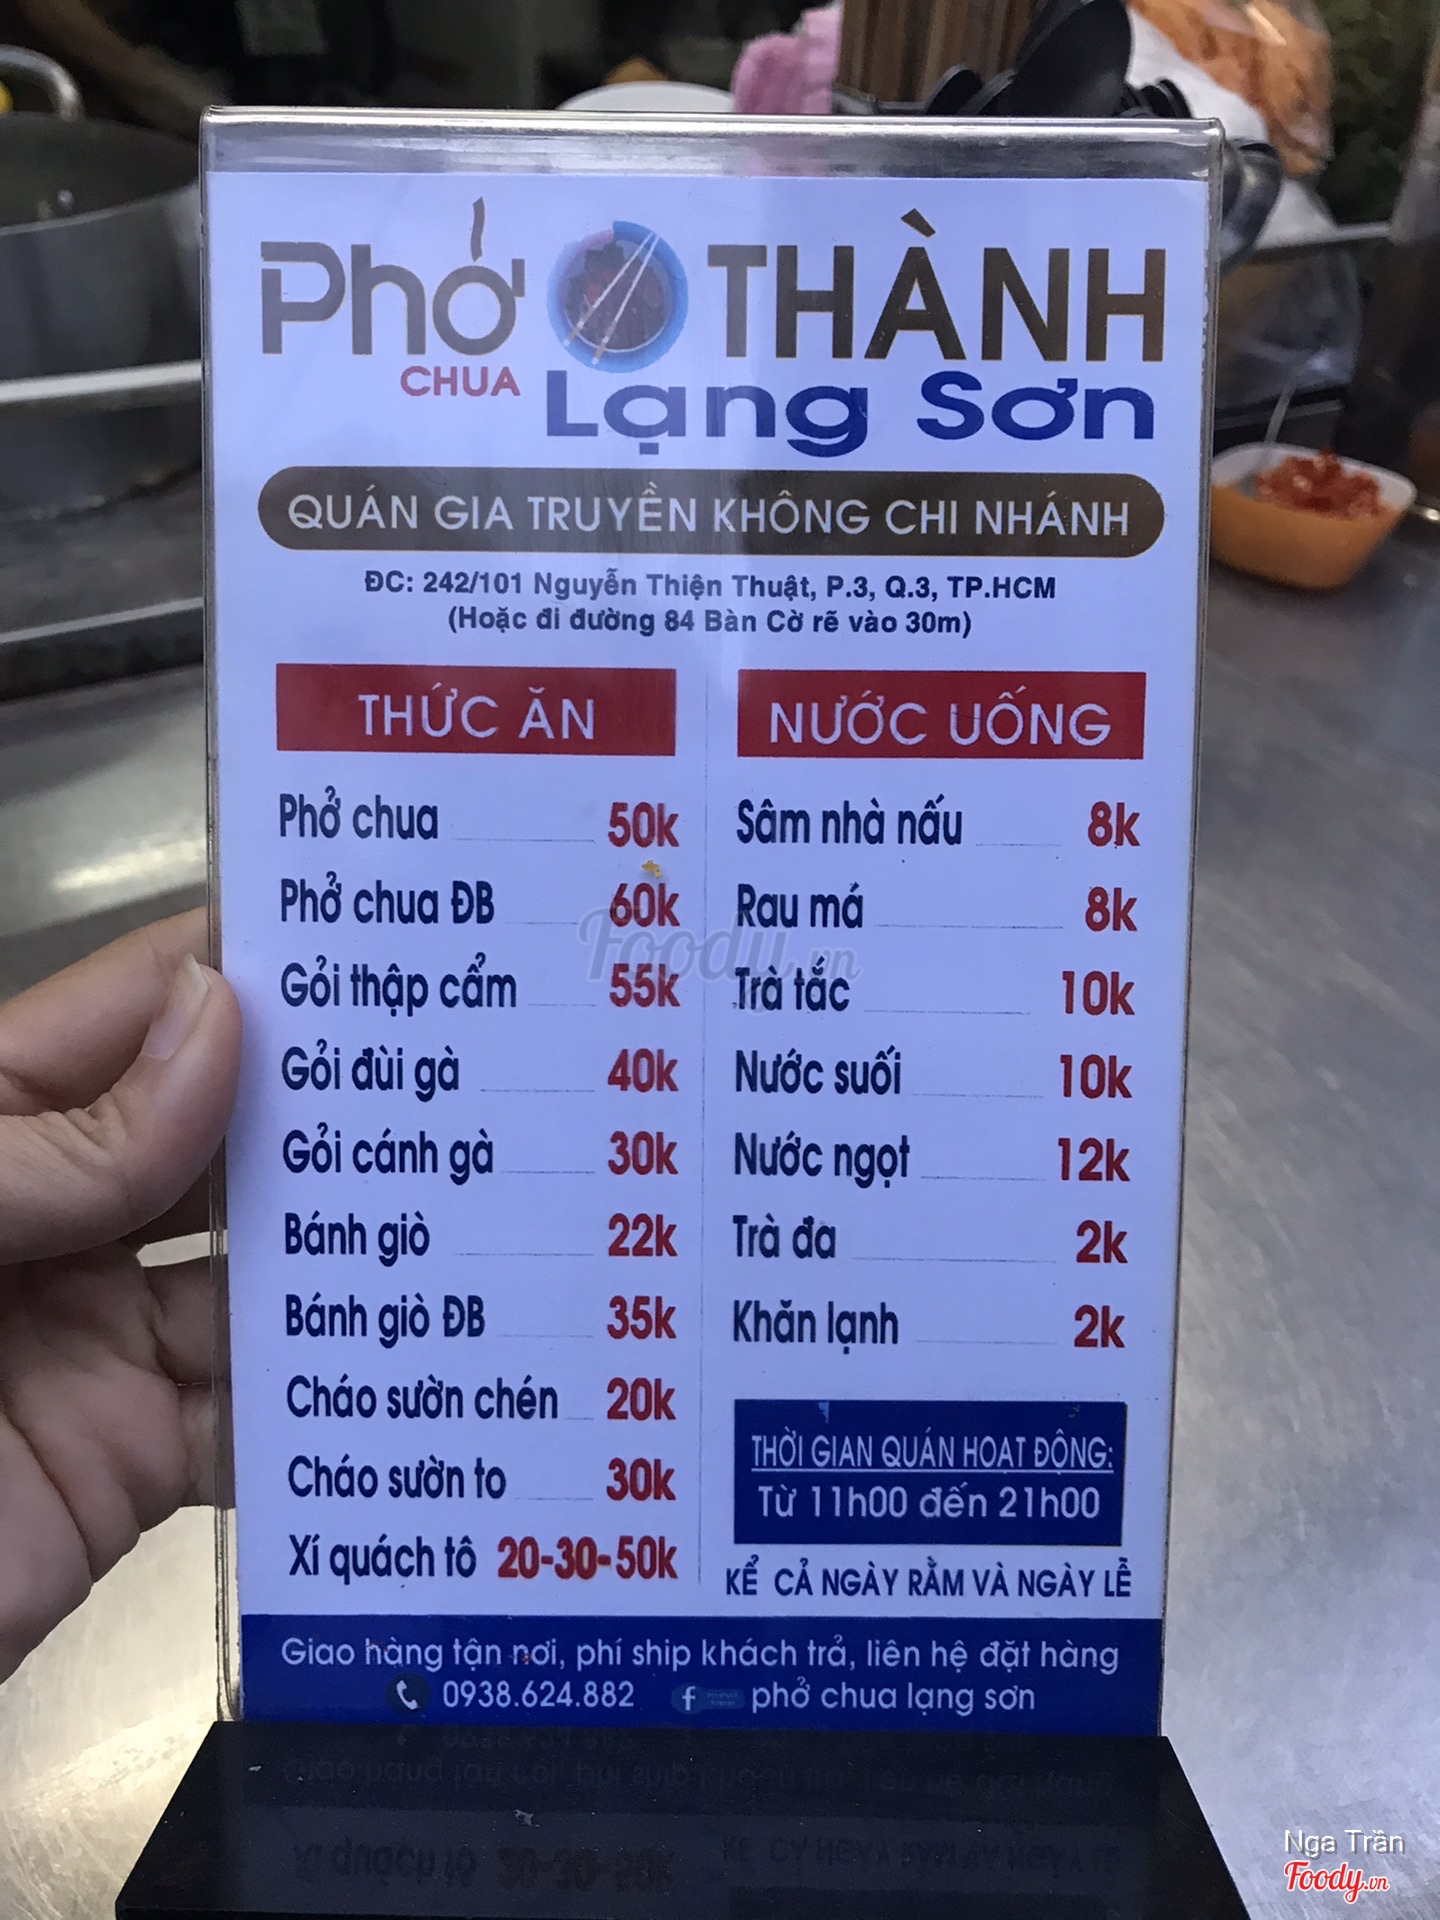 Phở THÀNH
CHUA Lạng Sơn
QUÁN GIA TRUYỀN KHÔNG CHI NHÁNH
ĐC: 242/101 Nguyễn Thiện Thuật, P.3, Q.3, TP.HCM
(Hoặc đi đường 84 Bàn Cờ rẽ vào 30m)
THỨC ĂN
Phở chua 50k
Phở chua ĐB 60k
Gỏi thập cẩm 55k
Gỏi đùi gà 40k
Gỏi cánh gà 30k
Bánh giò 22k
Bánh giò ĐB 35k
Cháo sườn chén 20k
Cháo sườn to 30k
Xí quách tô 20-30-50k
NƯỚC UỐNG
Sâm nhà nấu 8k
Rau má 8k
Trà tắc 10k
Nước suối 10k
Nước ngọt 12k
Trà đa 2k
Khăn lạnh 2k
THỜI GIAN QUÁN HOẠT ĐỘNG:
Từ 11h00 đến 21h00
KỂ CẢ NGÀY RẰM VÀ NGÀY LỄ
Giao hàng tận nơi, phí ship khách trả, liên hệ đặt hàng
0938.624.882 f phở chua lạng sơn
Foody.vn
Nga Trần
Foody.vn